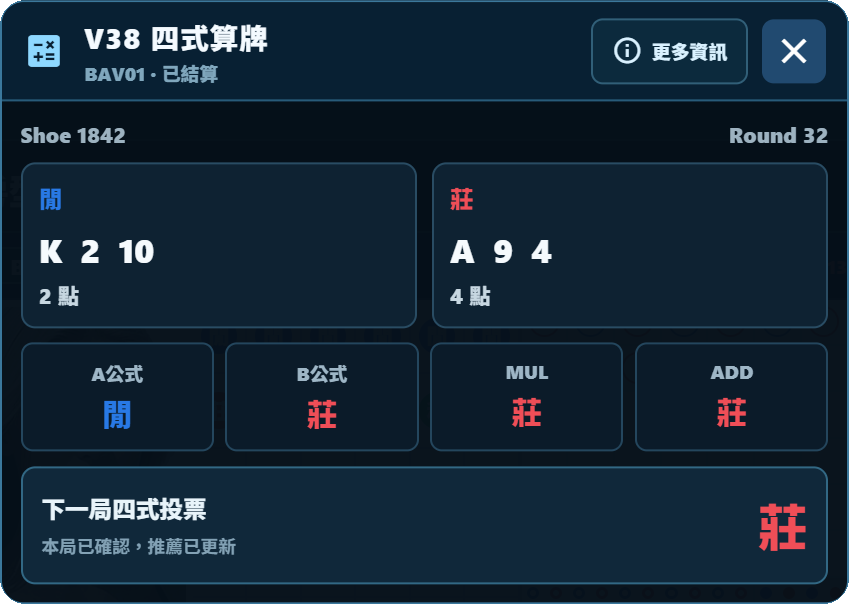 V38 四式算牌
BAV01 · 已結算
更多資訊
Shoe 1842
Round 32
閒
K 2 10
2 點
莊
A 9 4
4 點
A公式
閒
B公式
莊
MUL
莊
ADD
莊
下一局四式投票
本局已確認，推薦已更新
莊